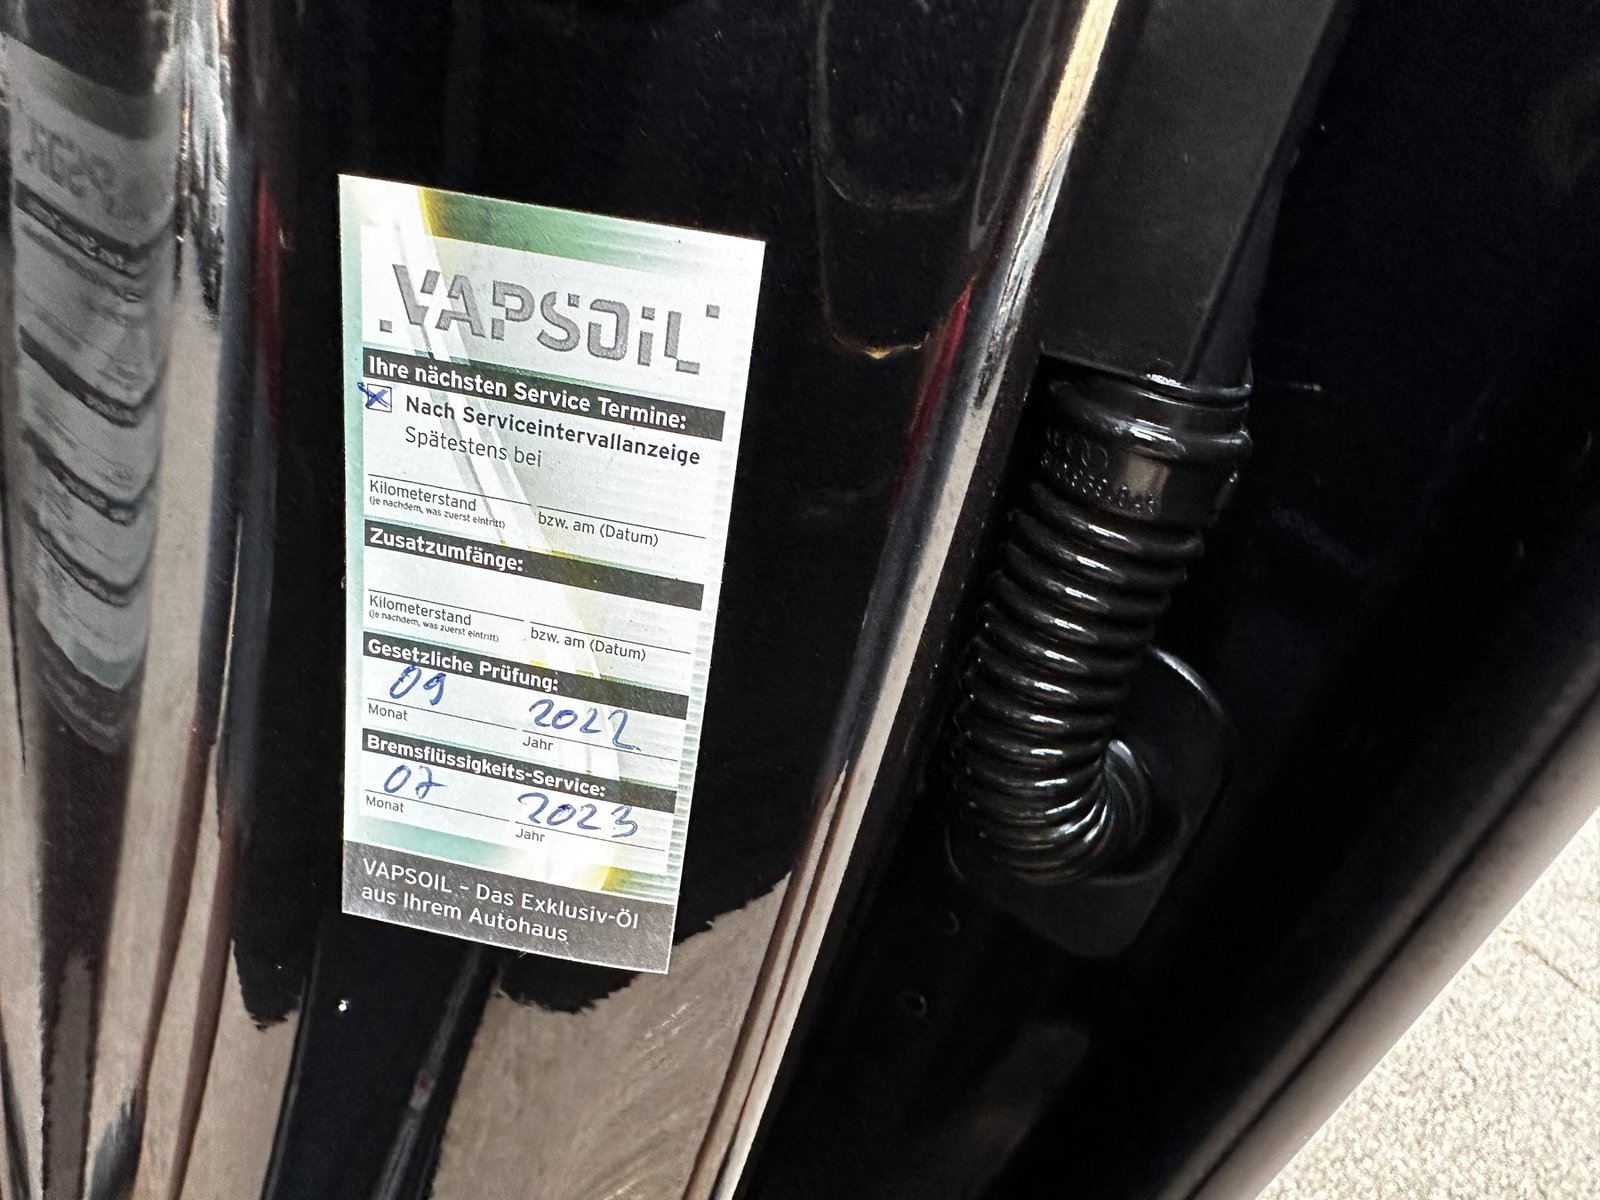 VAPSOiL
Ihre nächsten Service Termine:
Nach Serviceintervallanzeige
Spätestens bei
Kilometerstand
(je nachdem, was zuerst eintritt)
bzw. am (Datum)
Zusatzumfänge:
Kilometerstand
(je nachdem, was zuerst eintritt)
bzw. am (Datum)
Gesetzliche Prüfung:
09 2022
Monat Jahr
Bremsflüssigkeits-Service:
07 2023
Monat Jahr
VAPSOIL – Das Exklusiv-Öl
aus Ihrem Autohaus